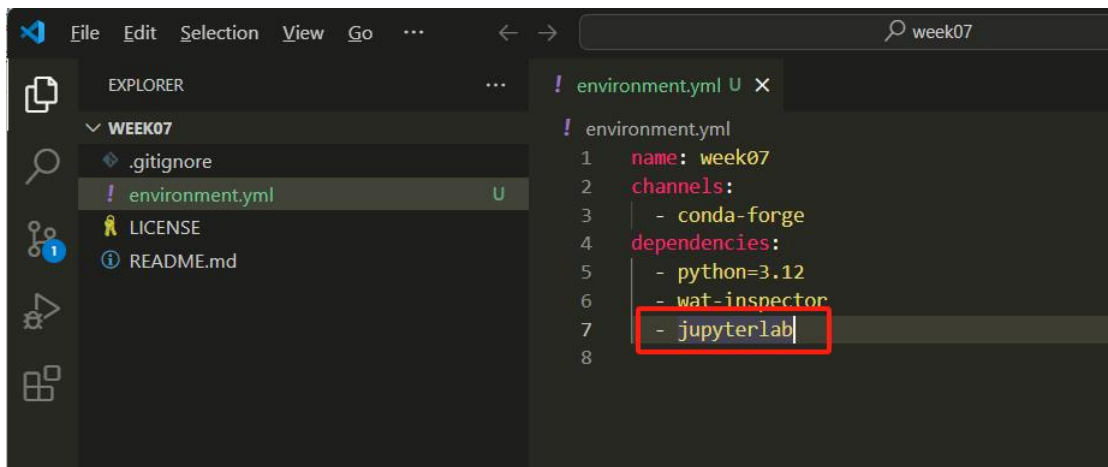 File Edit Selection View Go ··· ← → week07
EXPLORER ···
WEEK07
.gitignore
! environment.yml U
LICENSE
README.md
1
! environment.yml U ×
! environment.yml
1 name: week07
2 channels:
3 - conda-forge
4 dependencies:
5 - python=3.12
6 - wat-inspector
7 - jupyterlab
8